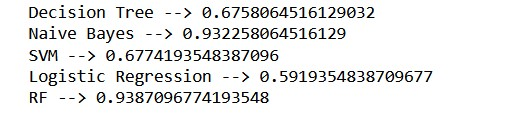 Decision Tree --> 0.6758064516129032
Naive Bayes --> 0.932258064516129
SVM --> 0.6774193548387096
Logistic Regression --> 0.5919354838709677
RF --> 0.9387096774193548